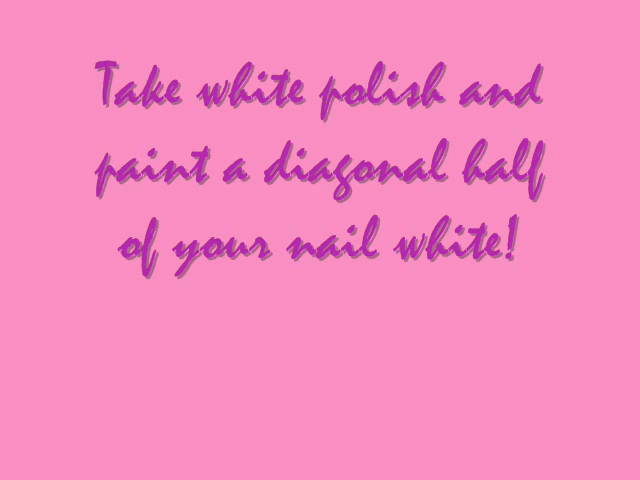 Take white polish and
paint a diagonal half
of your nail white!